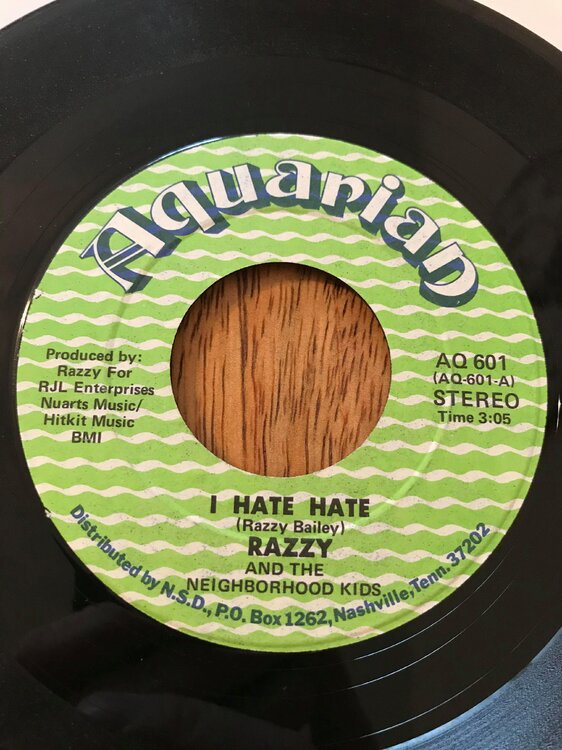 Aquarian
Produced by:
Razzy For
RJL Enterprises
Nuarts Music/
Hitkit Music
BMI
AQ 601
(AQ-601-A)
STEREO
Time 3:05
I HATE HATE
(Razzy Bailey)
RAZZY
AND THE
NEIGHBORHOOD KIDS
Distributed by N.S.D., P.O. Box 1262, Nashville, Tenn. 37202